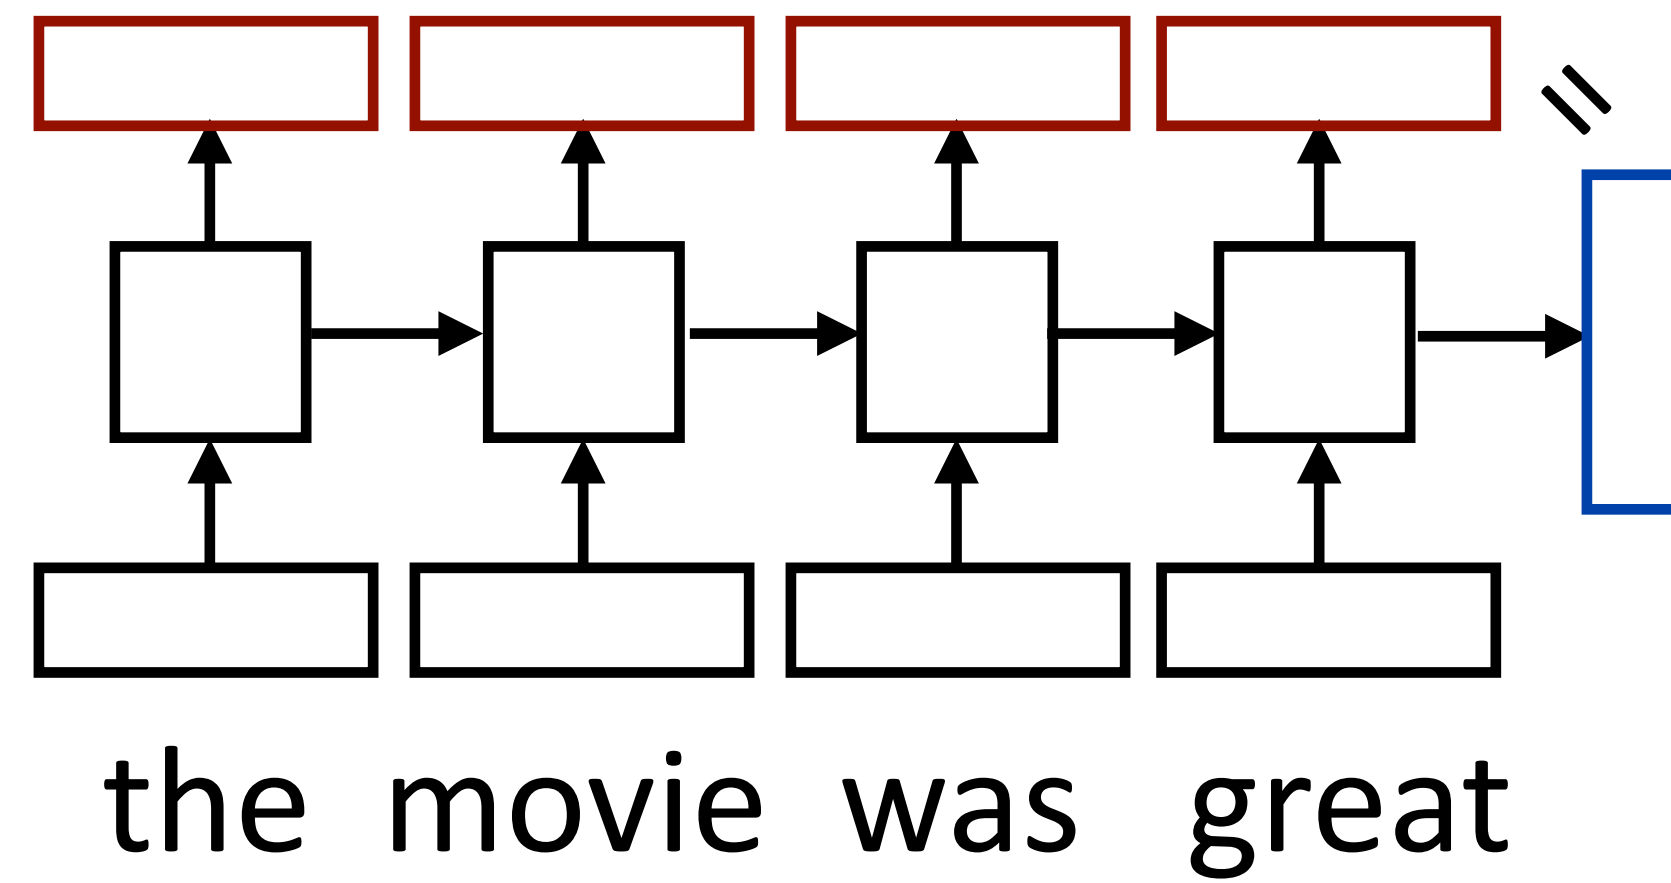 =
the movie was great